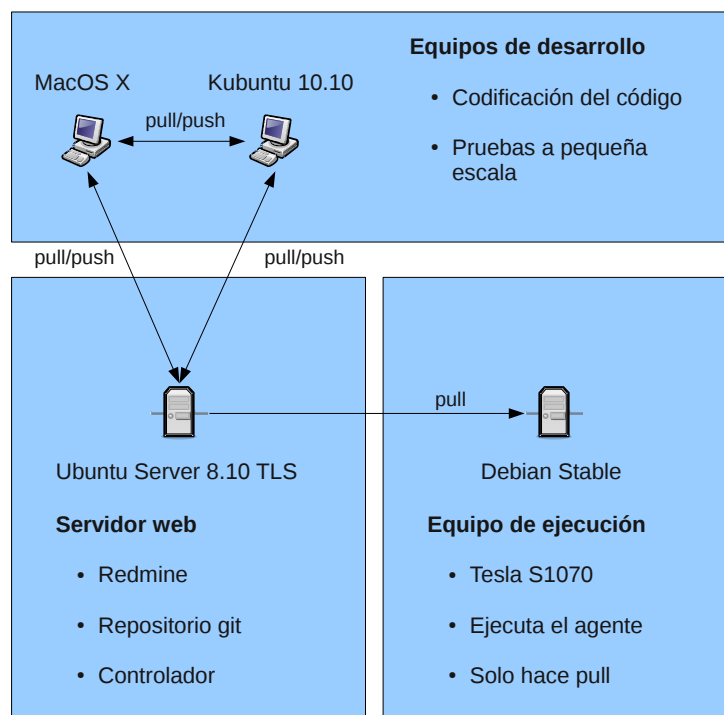 Equipos de desarrollo
MacOS X
Kubuntu 10.10
pull/push
• Codificación del código
• Pruebas a pequeña
escala
pull/push
pull/push
pull
Ubuntu Server 8.10 TLS
Debian Stable
Servidor web
• Redmine
• Repositorio git
• Controlador
Equipo de ejecución
• Tesla S1070
• Ejecuta el agente
• Solo hace pull